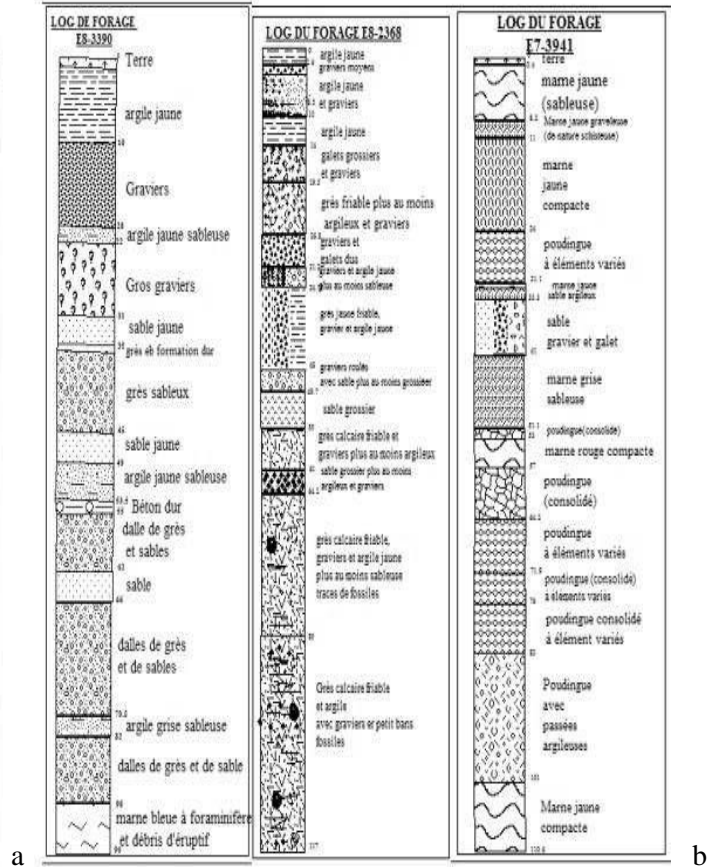 LOG DE FORAGE
E8-3390
Terre
argile jaune
Graviers
argile jaune sableuse
Gros graviers
sable jaune
grès eb formation dur
grès sableux
sable jaune
argile jaune sableuse
Béton dur
dalle de grès
et sables
sable
dalles de grès
et de sables
argile grise sableuse
dalles de grès et de sable
marne bleue à foraminifère
et débris d'éruptif
LOG DU FORAGE E8-2368
argile jaune
graviers moyens
argile jaune
et graviers
argile jaune
galets grossiers
et graviers
grès friable plus au moins
argileux et graviers
graviers et
galets dus
graviers et argile jaune
plus au moins sableuse
grès jaune friable,
gravier et argile jaune
graviers roulés
avec sable plus au moins grossieer
sable grossier
grès calcaire friable et
graviers plus au moins argileux
sable grossier plus au moins
argileux et graviers
grès calcaire friable,
graviers et argile jaune
plus au moins sableuse
traces de fossiles
Grès calcaire friable
et argile
avec graviers er petit bans
fossiles
LOG DU FORAGE
E7-3941
terre
marne jaune
(sableuse)
Marne jaune graveleuse
(de nature schisteuse)
marne
jaune
compacte
poudingue
à éléments variés
marne jaune
sable argileux
sable
gravier et galet
marne grise
sableuse
poudingue(consolidé)
marne rouge compacte
poudingue
(consolidé)
poudingue
à éléments variés
poudingue (consolidé)
à éléments variés
poudingue consolidé
à élément variés
Poudingue
avec
passées
argileuses
Marne jaune
compacte
a
b